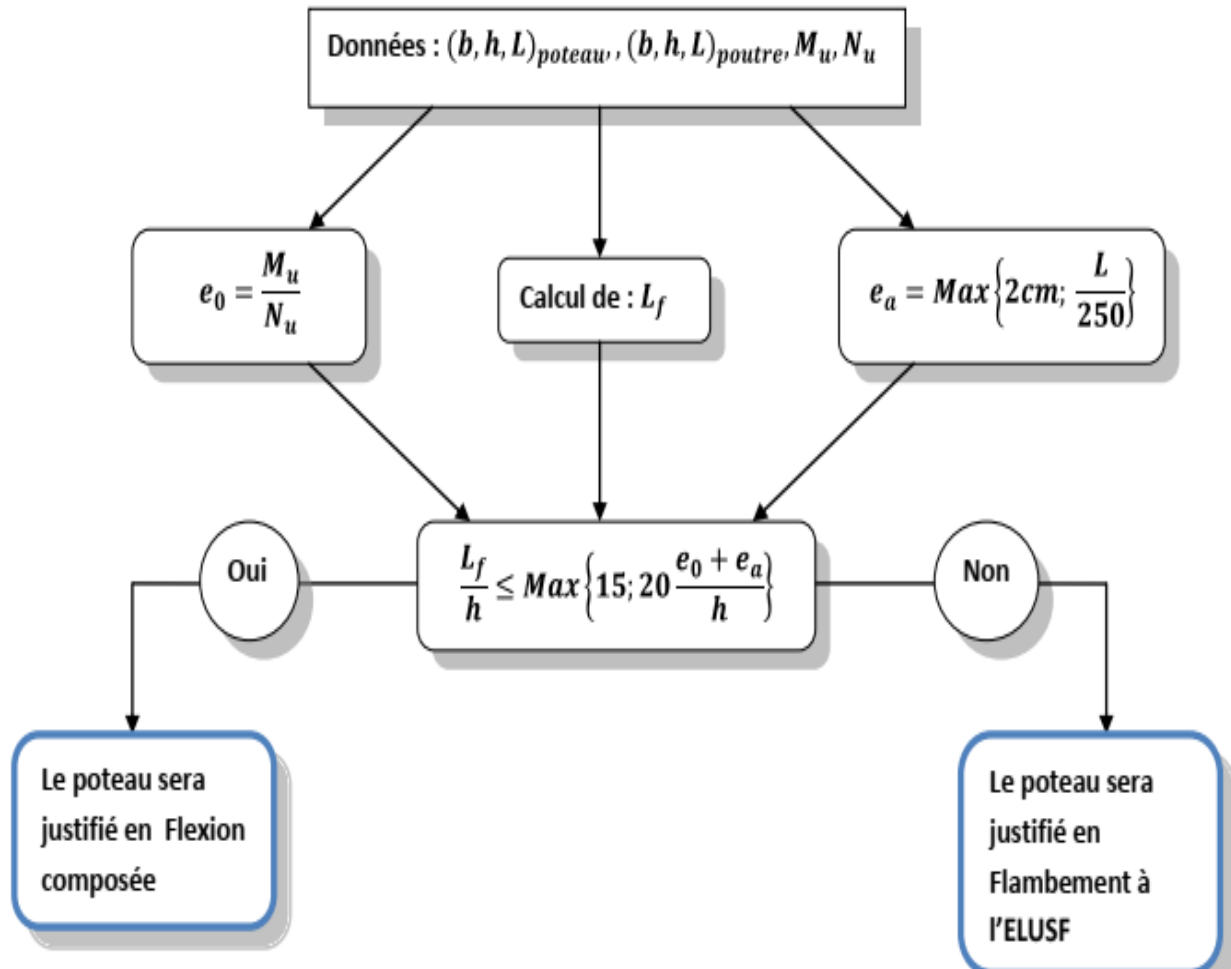 Données : (b, h, L)poteau, , (b, h, L)poutre, Mu, Nu
e0 = Mu / Nu
Calcul de : Lf
ea = Max{2cm; L / 250}
Lf / h ≤ Max{15; 20 (e0 + ea) / h}
Oui
Non
Le poteau sera
justifié en Flexion
composée
Le poteau sera
justifié en
Flambement à
l'ELUSF